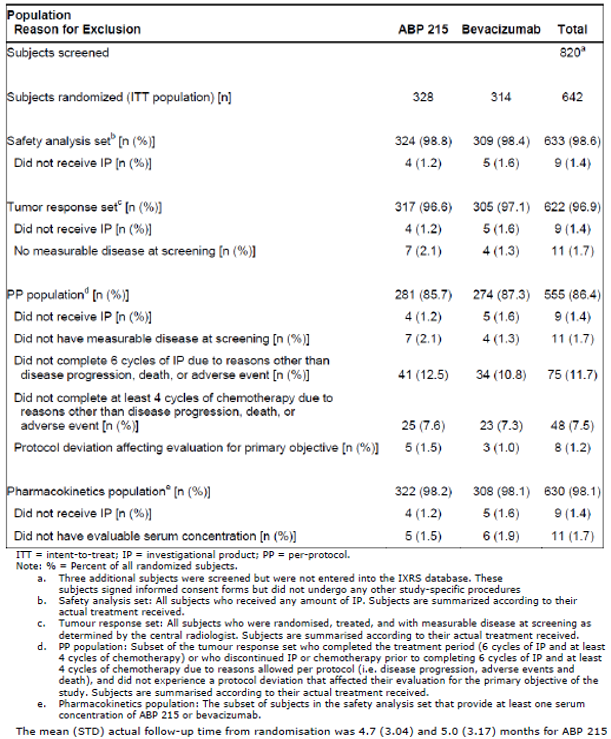 Population
Reason for Exclusion ABP 215 Bevacizumab Total
Subjects screened 820a
Subjects randomized (ITT population) [n] 328 314 642
Safety analysis setb [n (%)] 324 (98.8) 309 (98.4) 633 (98.6)
Did not receive IP [n (%)] 4 (1.2) 5 (1.6) 9 (1.4)
Tumor response setc [n (%)] 317 (96.6) 305 (97.1) 622 (96.9)
Did not receive IP [n (%)] 4 (1.2) 5 (1.6) 9 (1.4)
No measurable disease at screening [n (%)] 7 (2.1) 4 (1.3) 11 (1.7)
PP populationd [n (%)] 281 (85.7) 274 (87.3) 555 (86.4)
Did not receive IP [n (%)] 4 (1.2) 5 (1.6) 9 (1.4)
Did not have measurable disease at screening [n (%)] 7 (2.1) 4 (1.3) 11 (1.7)
Did not complete 6 cycles of IP due to reasons other than
disease progression, death, or adverse event [n (%)] 41 (12.5) 34 (10.8) 75 (11.7)
Did not complete at least 4 cycles of chemotherapy due to
reasons other than disease progression, death, or
adverse event [n (%)] 25 (7.6) 23 (7.3) 48 (7.5)
Protocol deviation affecting evaluation for primary objective [n (%)] 5 (1.5) 3 (1.0) 8 (1.2)
Pharmacokinetics populatione [n (%)] 322 (98.2) 308 (98.1) 630 (98.1)
Did not receive IP [n (%)] 4 (1.2) 5 (1.6) 9 (1.4)
Did not have evaluable serum concentration [n (%)] 5 (1.5) 6 (1.9) 11 (1.7)
ITT = intent-to-treat; IP = investigational product; PP = per-protocol.
Note: % = Percent of all randomized subjects.
a. Three additional subjects were screened but were not entered into the IXRS database. These
subjects signed informed consent forms but did not undergo any other study-specific procedures
b. Safety analysis set: All subjects who received any amount of IP. Subjects are summarized according to their
actual treatment received.
c. Tumour response set: All subjects who were randomised, treated, and with measurable disease at screening as
determined by the central radiologist. Subjects are summarised according to their actual treatment received.
d. PP population: Subset of the tumour response set who completed the treatment period (6 cycles of IP and at least
4 cycles of chemotherapy) or who discontinued IP or chemotherapy prior to completing 6 cycles of IP and at least
4 cycles of chemotherapy due to reasons allowed per protocol (i.e. disease progression, adverse events and
death), and did not experience a protocol deviation that affected their evaluation for the primary objective of the
study. Subjects are summarised according to their actual treatment received.
e. Pharmacokinetics population: The subset of subjects in the safety analysis set that provide at least one serum
concentration of ABP 215 or bevacizumab.
The mean (STD) actual follow-up time from randomisation was 4.7 (3.04) and 5.0 (3.17) months for ABP 215